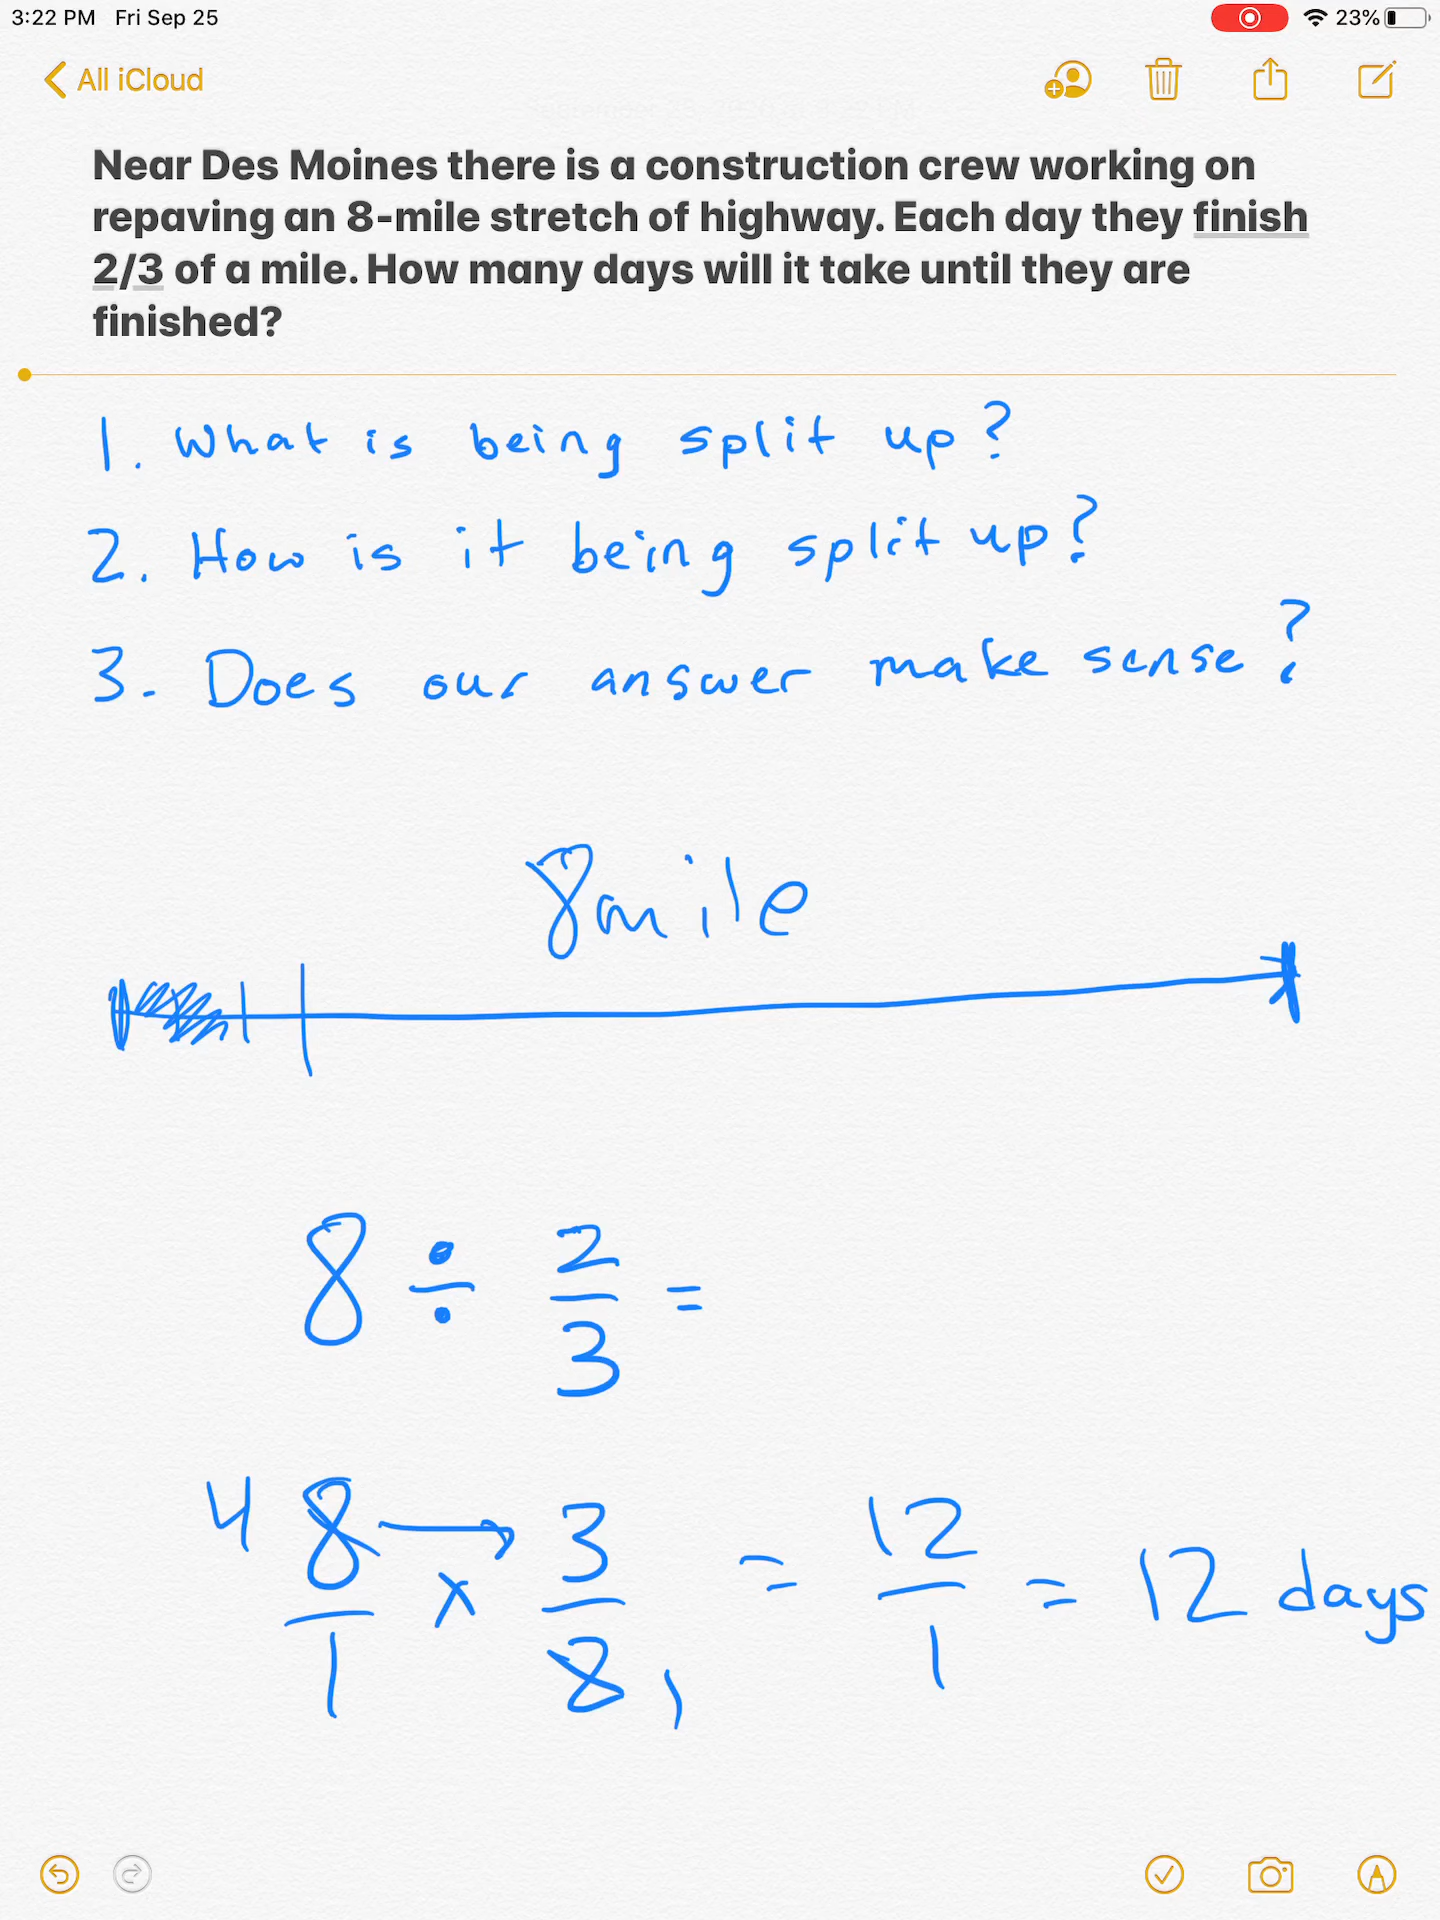 3:22 PM Fri Sep 25 23%
All iCloud
Near Des Moines there is a construction crew working on
repaving an 8-mile stretch of highway. Each day they finish
2/3 of a mile. How many days will it take until they are
finished?
1. What is being split up?
2. How is it being split up?
3. Does our answer make sense?
8 mile
8 ÷ 2/3 =
4 8/1 x 3/2 1 = 12/1 = 12 days